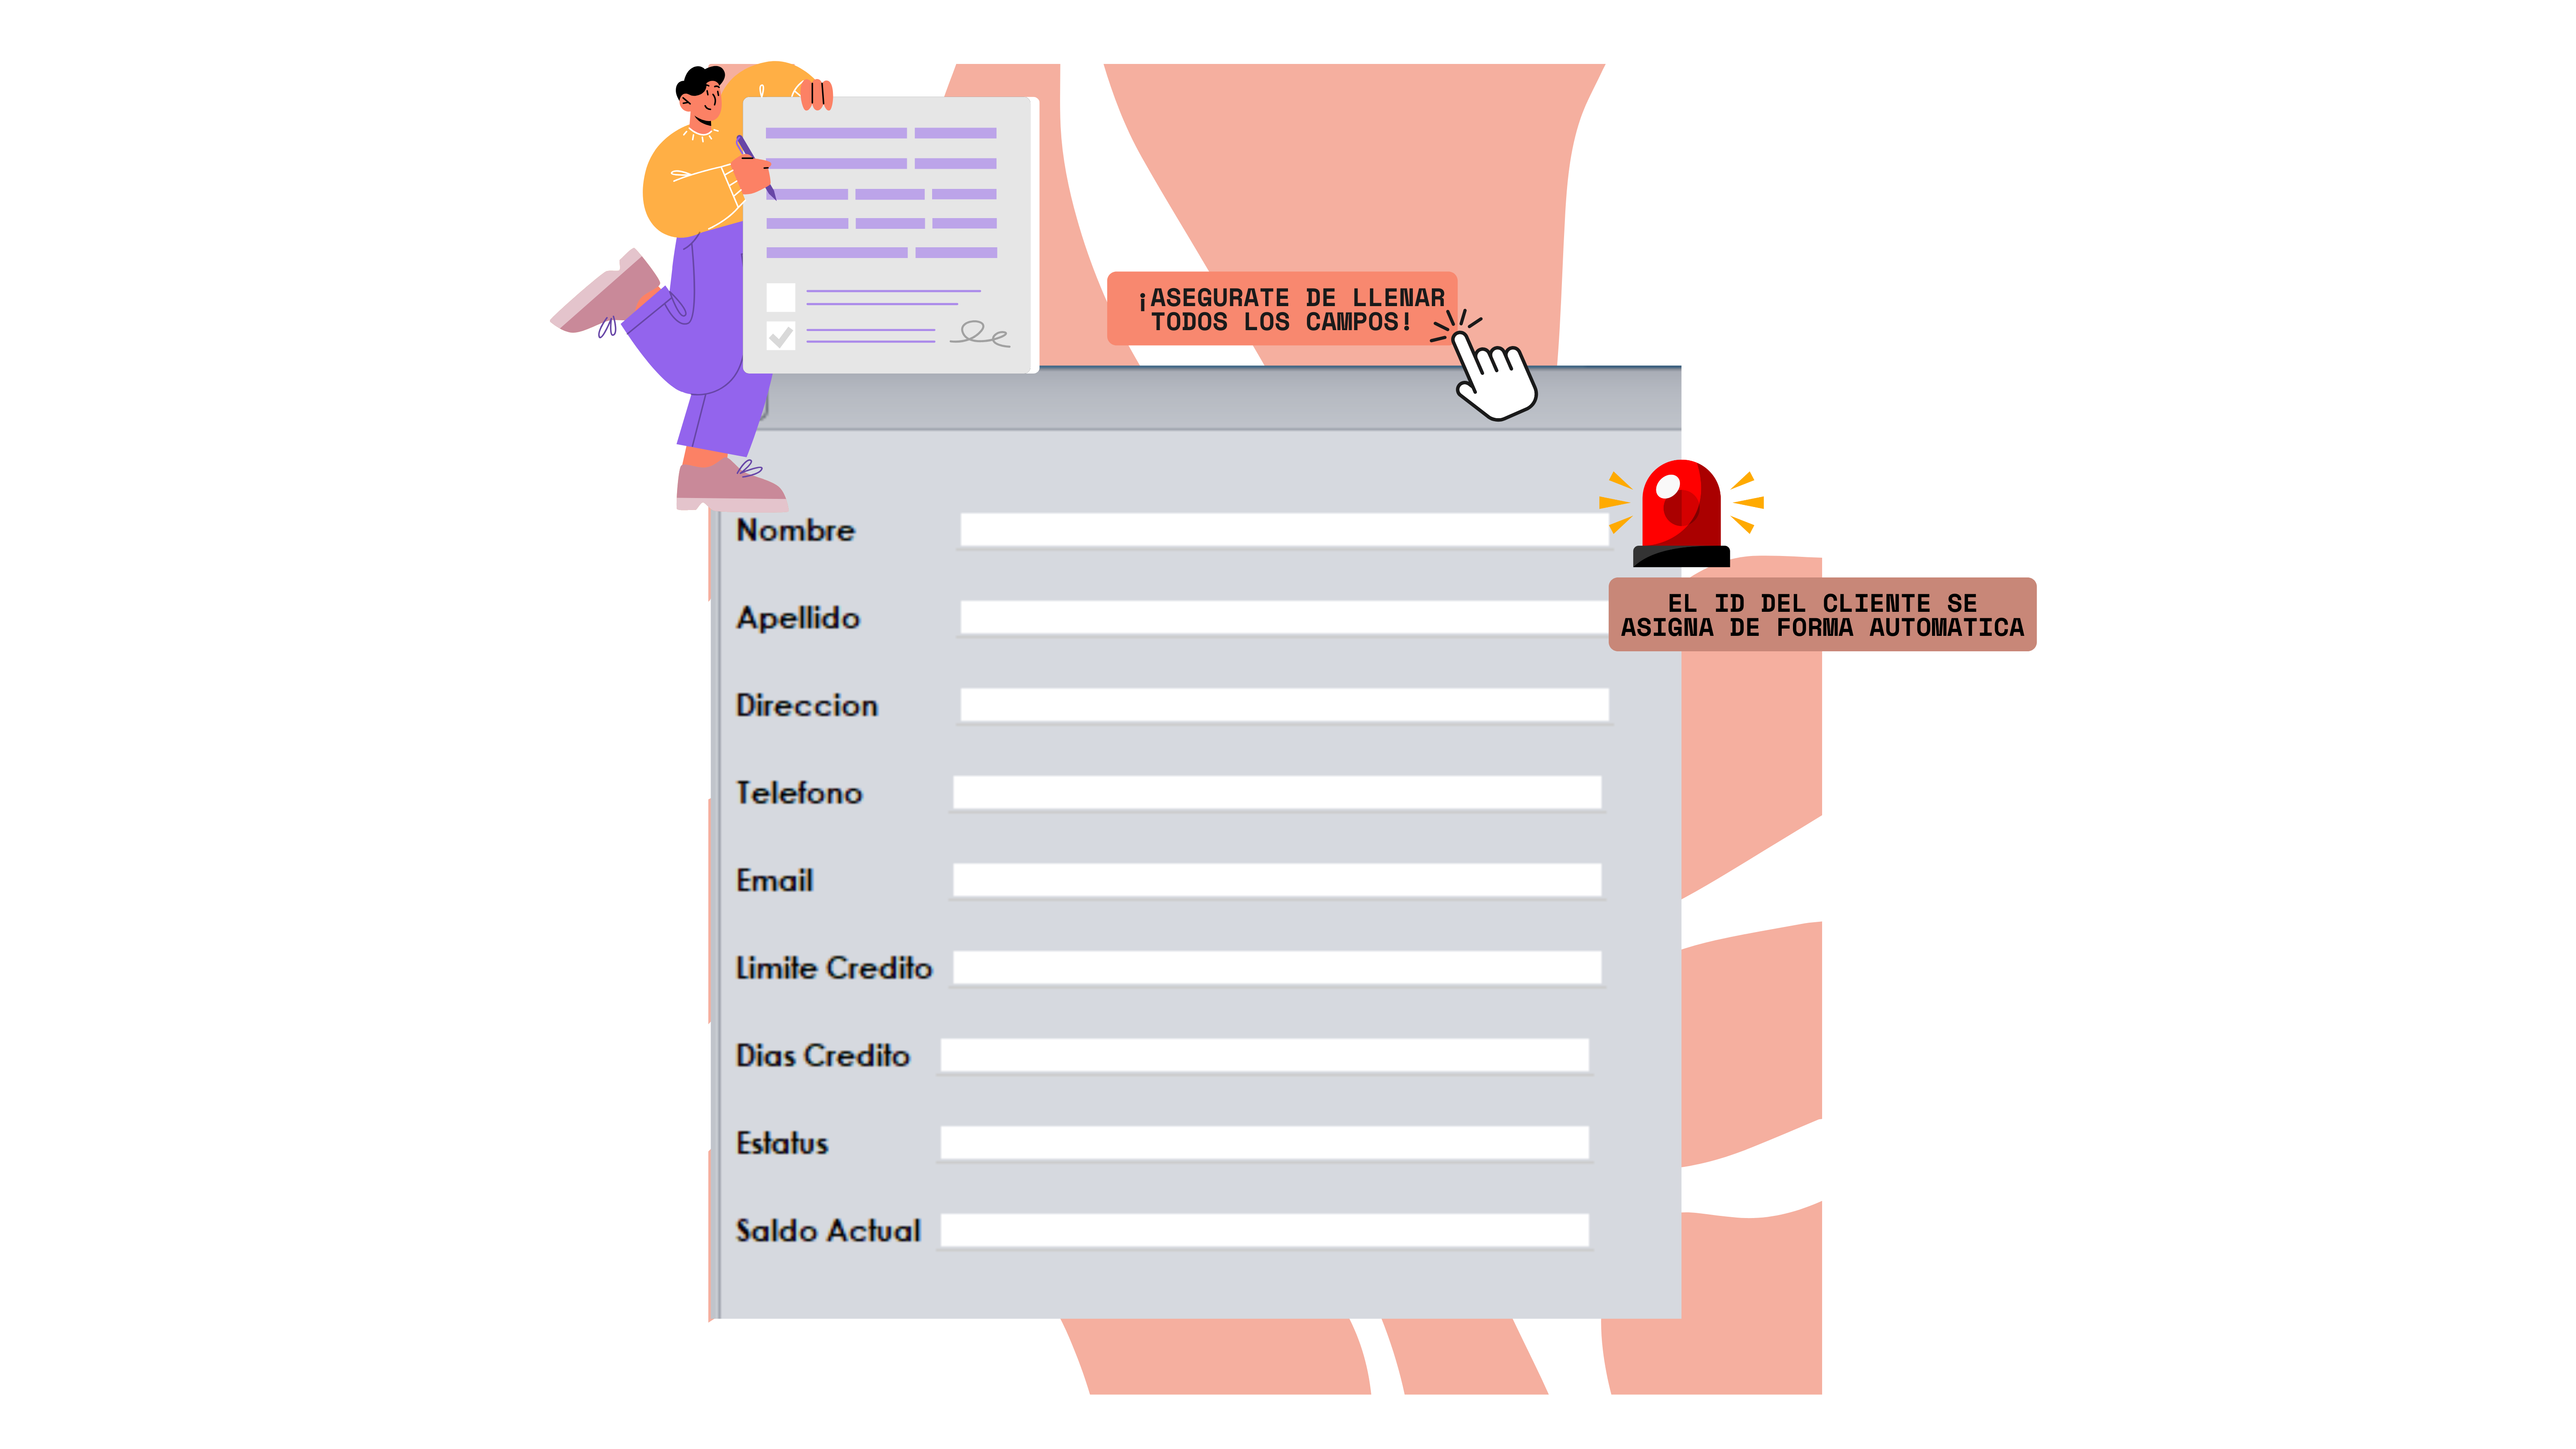 ¡ASEGURATE DE LLENAR
TODOS LOS CAMPOS!
Nombre
EL ID DEL CLIENTE SE
ASIGNA DE FORMA AUTOMATICA
Apellido
Direccion
Telefono
Email
Limite Credito
Dias Credito
Estatus
Saldo Actual